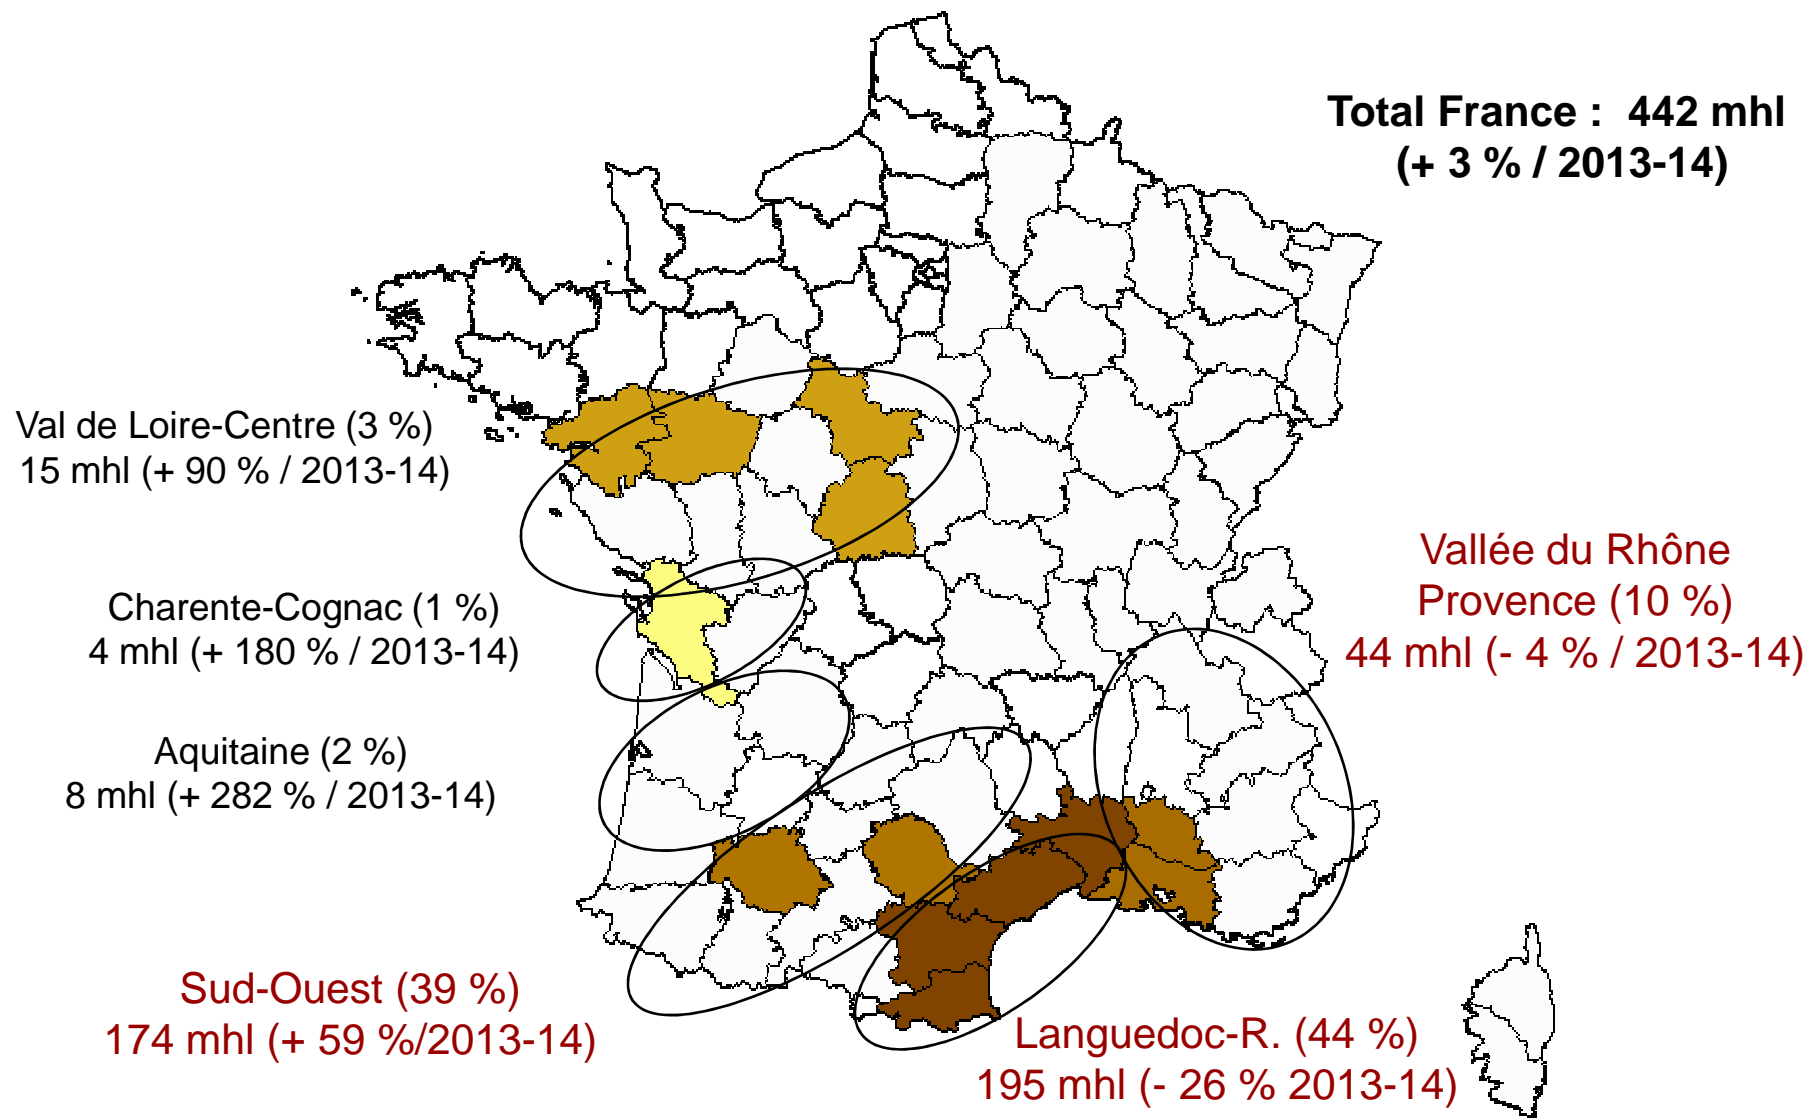 Total France : 442 mhl
(+ 3 % / 2013-14)
Val de Loire-Centre (3 %)
15 mhl (+ 90 % / 2013-14)
Charente-Cognac (1 %)
4 mhl (+ 180 % / 2013-14)
Aquitaine (2 %)
8 mhl (+ 282 % / 2013-14)
Vallée du Rhône
Provence (10 %)
44 mhl (- 4 % / 2013-14)
Sud-Ouest (39 %)
174 mhl (+ 59 %/2013-14)
Languedoc-R. (44 %)
195 mhl (- 26 % 2013-14)